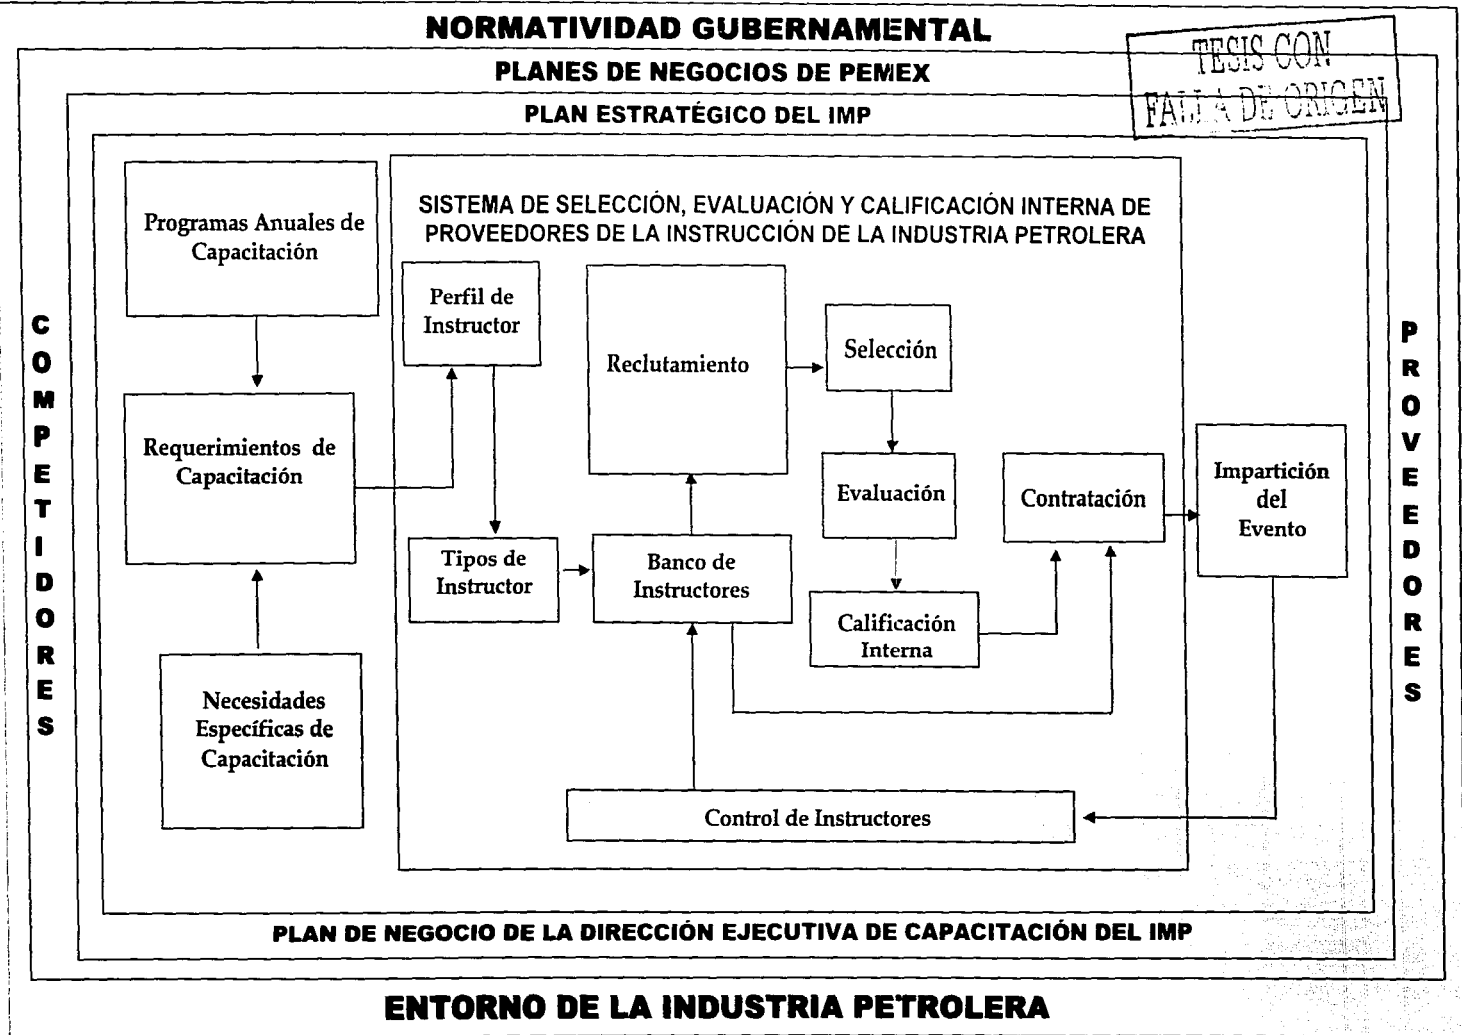 NORMATIVIDAD GUBERNAMENTAL
TESIS CON
FALLA DE ORIGEN
PLANES DE NEGOCIOS DE PEMEX
PLAN ESTRATÉGICO DEL IMP
COMPETIDORES
Programas Anuales de
Capacitación
Requerimientos de
Capacitación
Necesidades
Específicas de
Capacitación
SISTEMA DE SELECCIÓN, EVALUACIÓN Y CALIFICACIÓN INTERNA DE
PROVEEDORES DE LA INSTRUCCIÓN DE LA INDUSTRIA PETROLERA
Perfil de
Instructor
Tipos de
Instructor
Reclutamiento
Banco de
Instructores
Selección
Evaluación
Calificación
Interna
Contratación
Control de Instructores
Impartición
del
Evento
PROVEEDORES
PLAN DE NEGOCIO DE LA DIRECCIÓN EJECUTIVA DE CAPACITACIÓN DEL IMP
ENTORNO DE LA INDUSTRIA PETROLERA